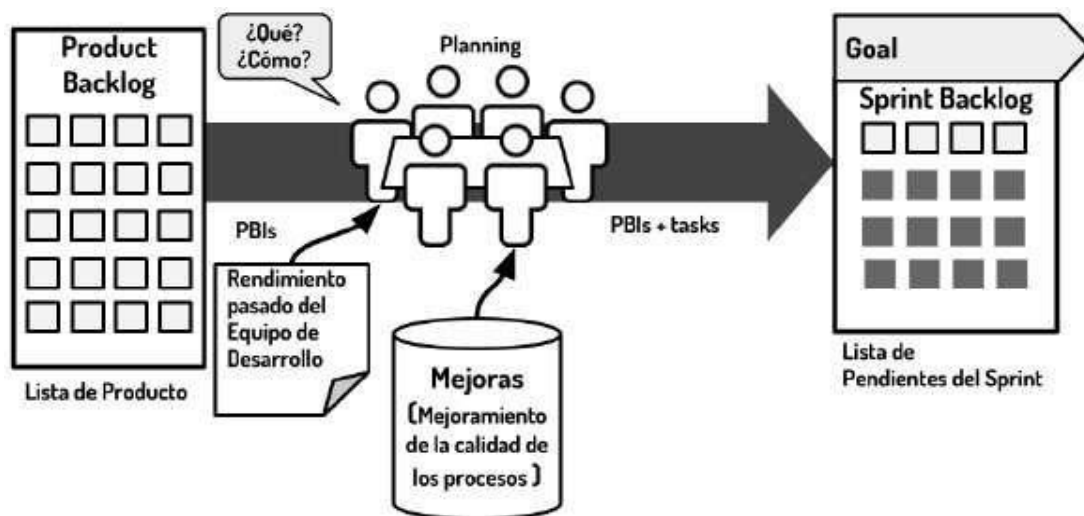 Product
Backlog
¿Qué?
¿Cómo?
Planning
Goal
Sprint Backlog
PBIs
PBIs + tasks
Rendimiento
pasado del
Equipo de
Desarrollo
Mejoras
(Mejoramiento
de la calidad de
los procesos )
Lista de Producto
Lista de
Pendientes del Sprint